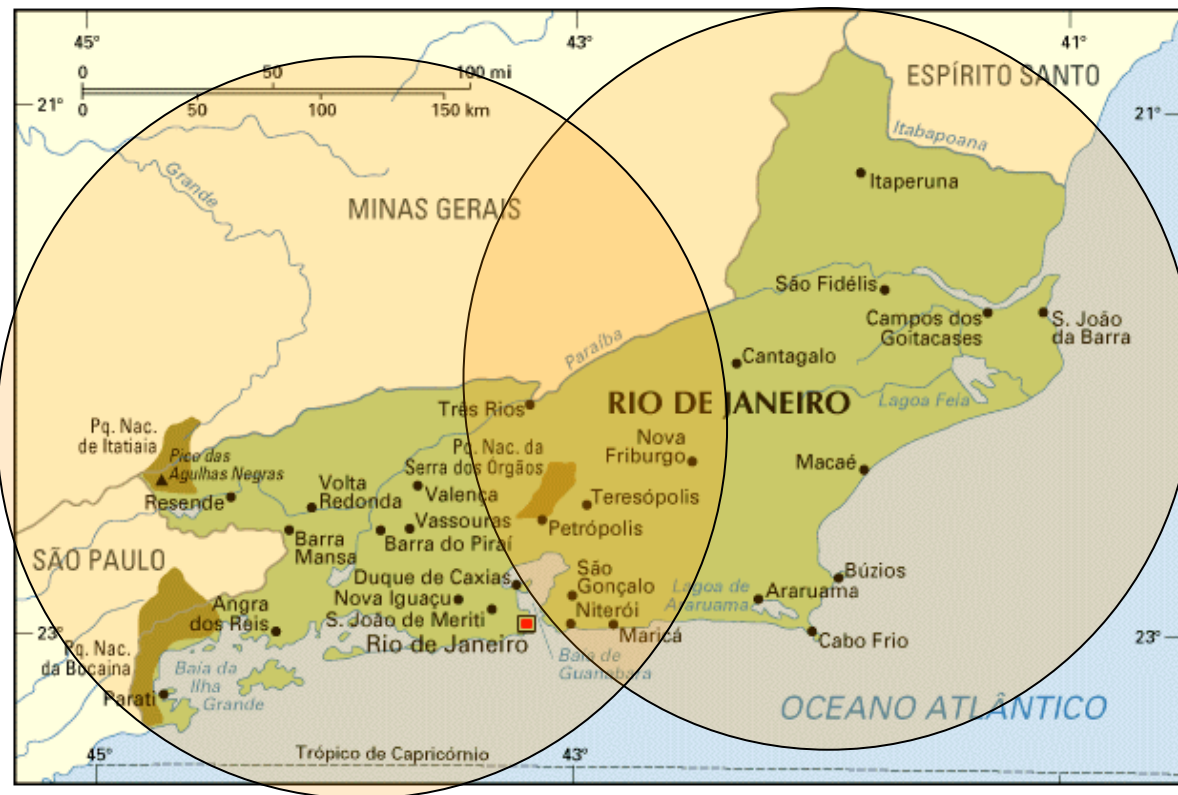 45°
43°
41°
0
50
100 mi
0
50
100
150 km
21°
21°
ESPÍRITO SANTO
Itabapoana
Grande
Itaperuna
MINAS GERAIS
São Fidélis
Campos dos
Goitacases
S. João
da Barra
Paraíba
Cantagalo
Lagoa Feia
Três Rios
RIO DE JANEIRO
Pq. Nac.
de Itatiaia
Pico das
Agulhas Negras
Pq. Nac. da
Serra dos Órgãos
Nova
Friburgo
Macaé
Resende
Volta
Redonda
Valença
Teresópolis
Vassouras
Petrópolis
Barra
Mansa
Barra do Piraí
SÃO PAULO
Duque de Caxias
São
Gonçalo
Lagoa de
Araruama
Araruama
Búzios
Angra
dos Reis
Nova Iguaçu
S. João de Meriti
Niterói
Maricá
Cabo Frio
23°
23°
Rio de Janeiro
Baía de
Guanabara
Pq. Nac.
da Bocaina
Baía da
Ilha
Grande
Parati
OCEANO ATLÂNTICO
Trópico de Capricórnio
45°
43°
41°